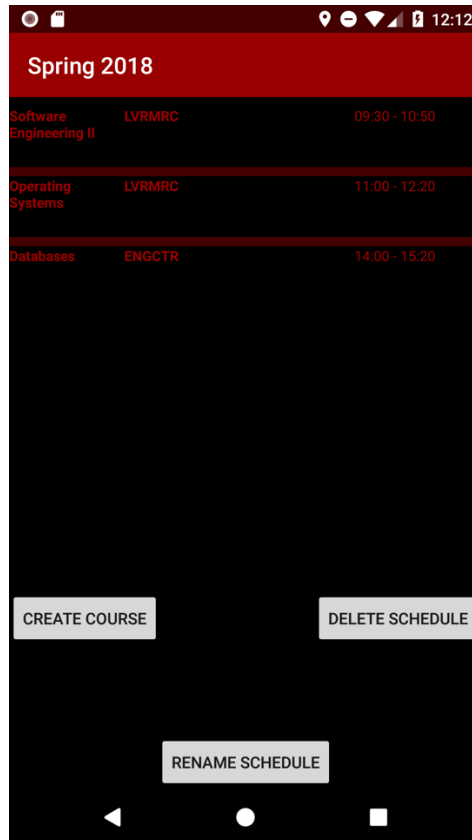 12:12
Spring 2018
Software Engineering II LVRMRC 09:30 - 10:50
Operating Systems LVRMRC 11:00 - 12:20
Databases ENGCTR 14:00 - 15:20
CREATE COURSE DELETE SCHEDULE
RENAME SCHEDULE